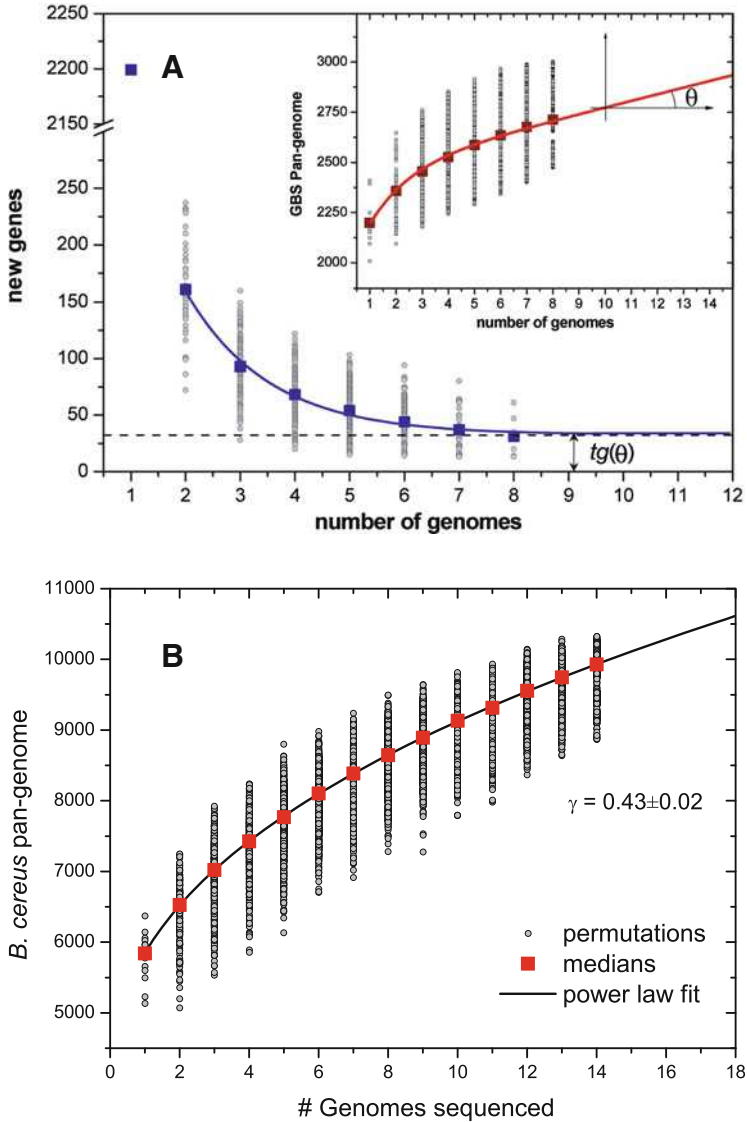 A
2250
2200
2150
250
200
150
100
50
0
new genes
1 2 3 4 5 6 7 8 9 10 11 12
number of genomes
tg(θ)
3000
2750
2500
2250
2000
GBS Pan-genome
θ
1 2 3 4 5 6 7 8 9 10 11 12 13 14
number of genomes
B
11000
10000
9000
8000
7000
6000
5000
B. cereus pan-genome
γ = 0.43±0.02
permutations
medians
power law fit
0 2 4 6 8 10 12 14 16 18
# Genomes sequenced